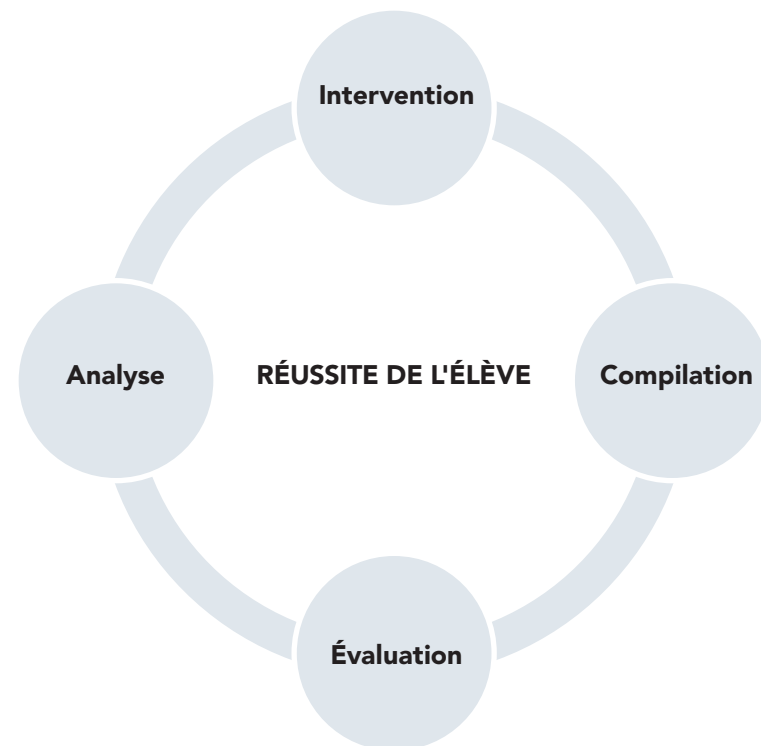 Intervention
Analyse
RÉUSSITE DE L'ÉLÈVE
Compilation
Évaluation